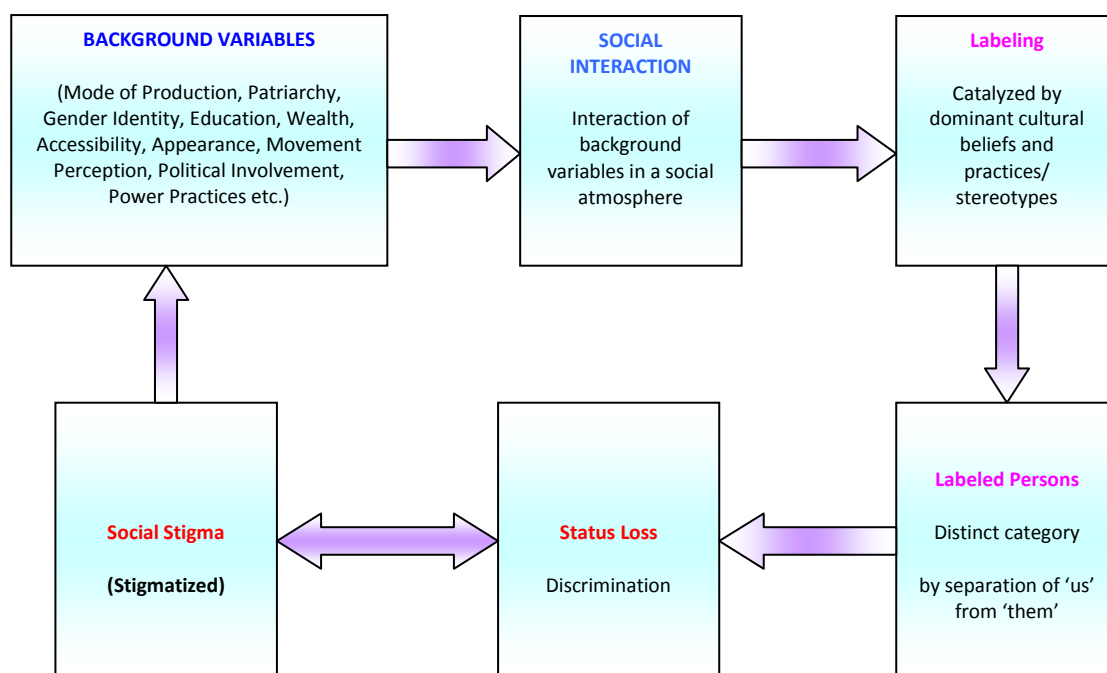 BACKGROUND VARIABLES
(Mode of Production, Patriarchy,
Gender Identity, Education, Wealth,
Accessibility, Appearance, Movement
Perception, Political Involvement,
Power Practices etc.)
SOCIAL
INTERACTION
Interaction of
background
variables in a social
atmosphere
Labeling
Catalyzed by
dominant cultural
beliefs and
practices/
stereotypes
Labeled Persons
Distinct category
by separation of ‘us’
from ‘them’
Status Loss
Discrimination
Social Stigma
(Stigmatized)